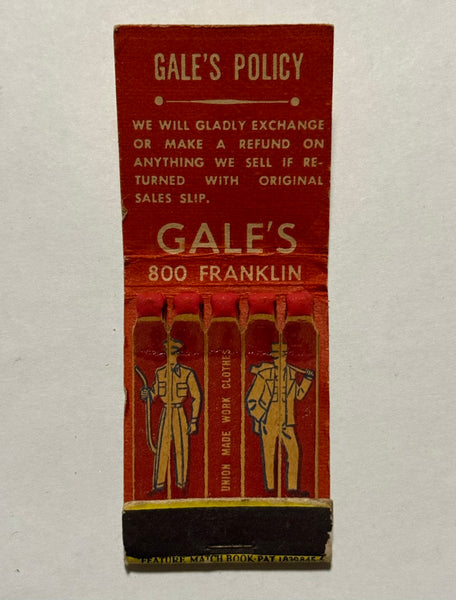 GALE'S POLICY
WE WILL GLADLY EXCHANGE
OR MAKE A REFUND ON
ANYTHING WE SELL IF RE-
TURNED WITH ORIGINAL
SALES SLIP.
GALE'S
800 FRANKLIN
UNION MADE WORK CLOTHES
FEATURE MATCH BOOK PAT.